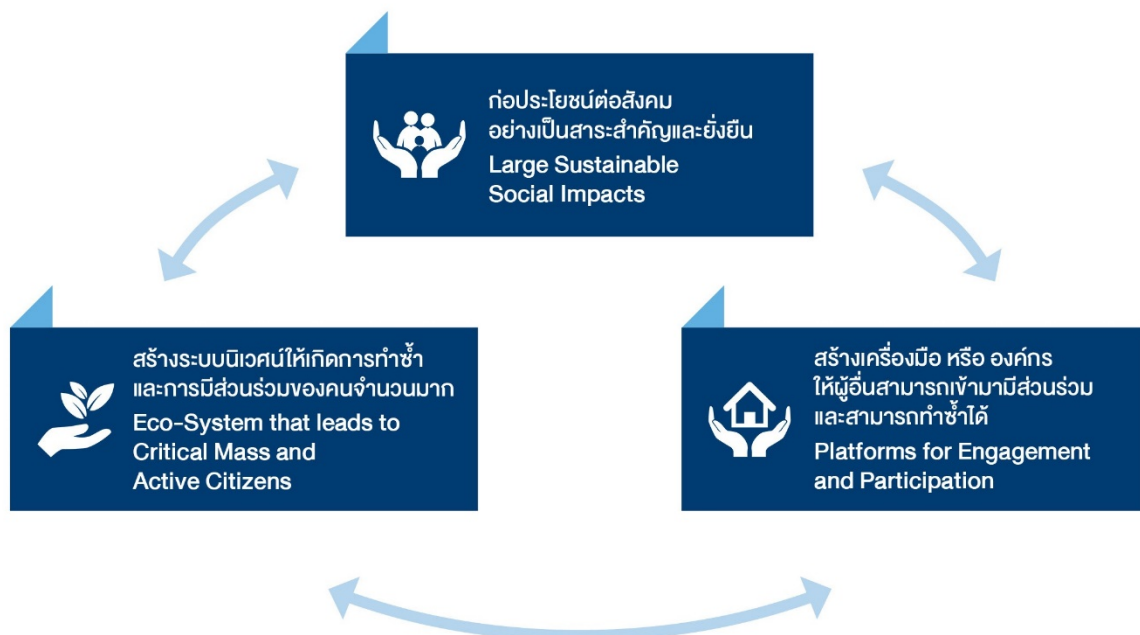 ก่อประโยชน์ต่อสังคม
อย่างเป็นสาระสำคัญและยั่งยืน
Large Sustainable
Social Impacts
สร้างระบบนิเวศน์ให้เกิดการทำซ้ำ
และการมีส่วนร่วมของคนจำนวนมาก
Eco-System that leads to
Critical Mass and
Active Citizens
สร้างเครื่องมือ หรือ องค์กร
ให้ผู้อื่นสามารถเข้ามามีส่วนร่วม
และสามารถทำซ้ำได้
Platforms for Engagement
and Participation